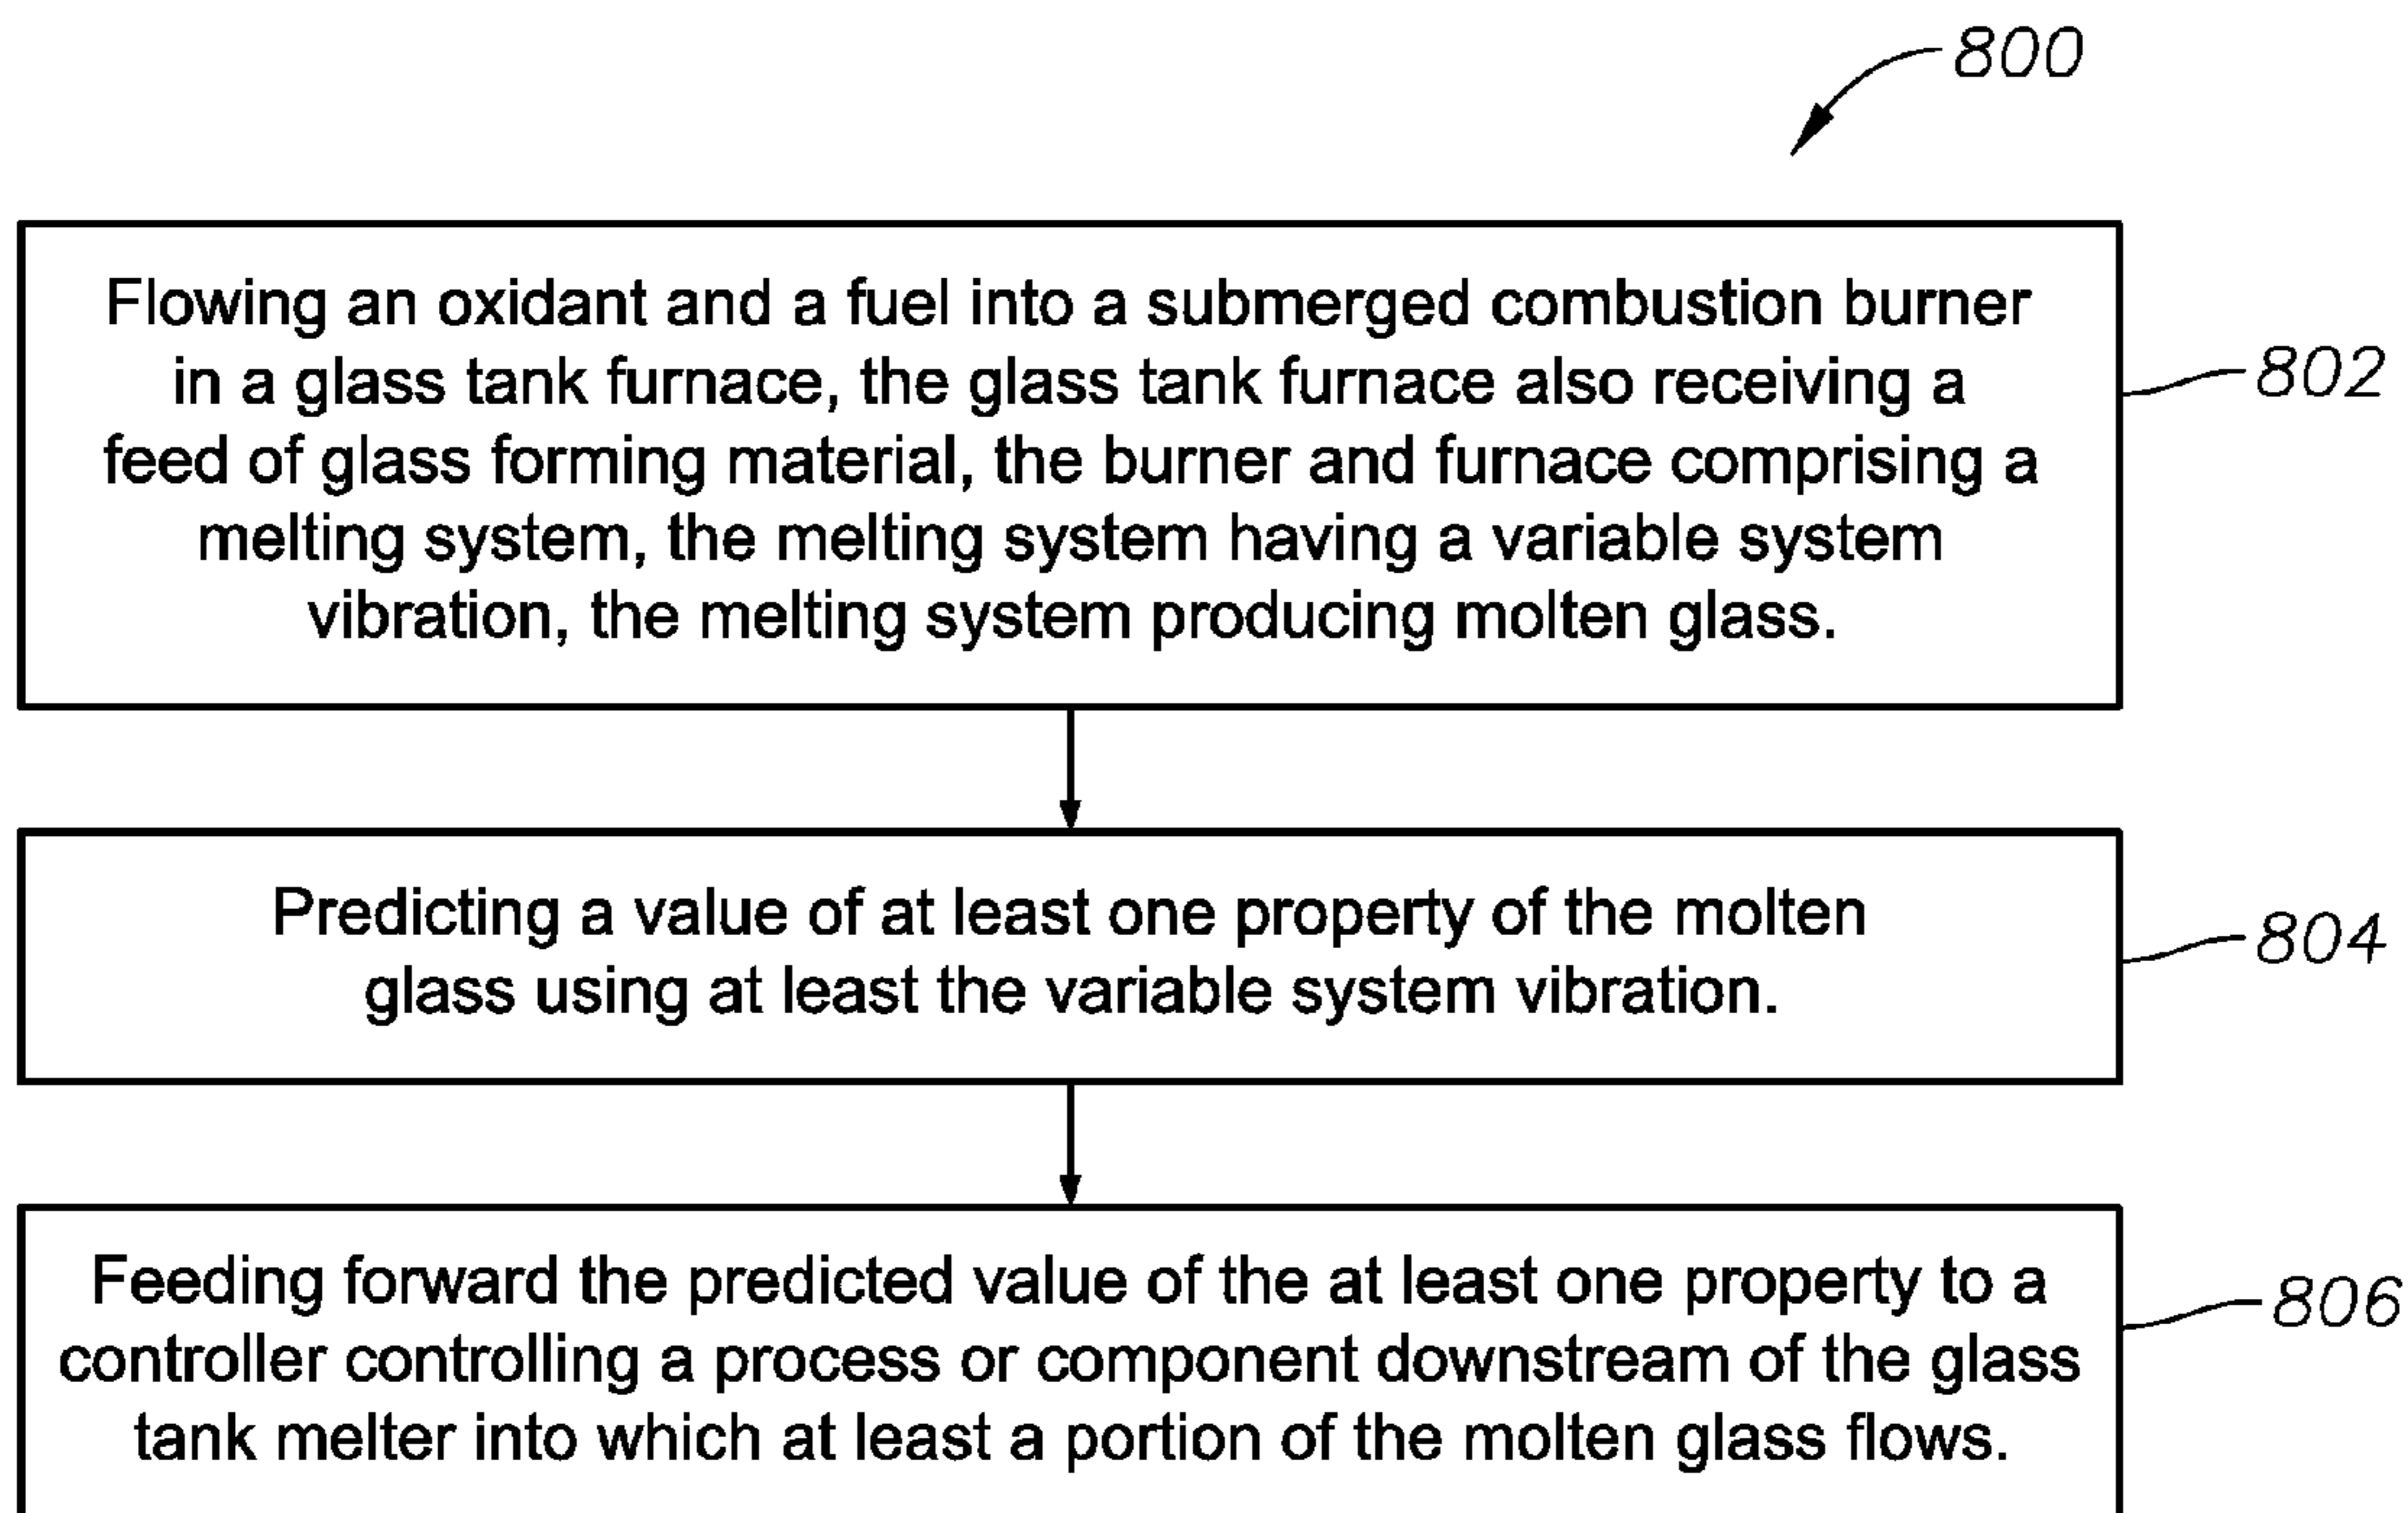 800
Flowing an oxidant and a fuel into a submerged combustion burner
in a glass tank furnace, the glass tank furnace also receiving a
feed of glass forming material, the burner and furnace comprising a
melting system, the melting system having a variable system
vibration, the melting system producing molten glass.
802
Predicting a value of at least one property of the molten
glass using at least the variable system vibration.
804
Feeding forward the predicted value of the at least one property to a
controller controlling a process or component downstream of the glass
tank melter into which at least a portion of the molten glass flows.
806